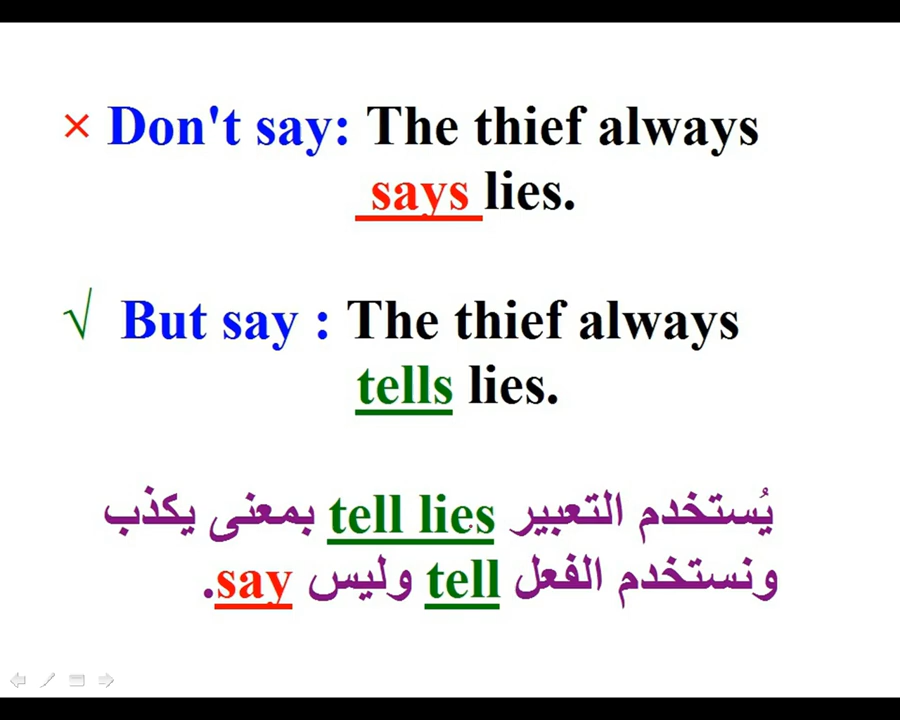 × Don't say: The thief always
says lies.
√ But say : The thief always
tells lies.
يُستخدم التعبير tell lies بمعنى يكذب
ونستخدم الفعل tell وليس say.